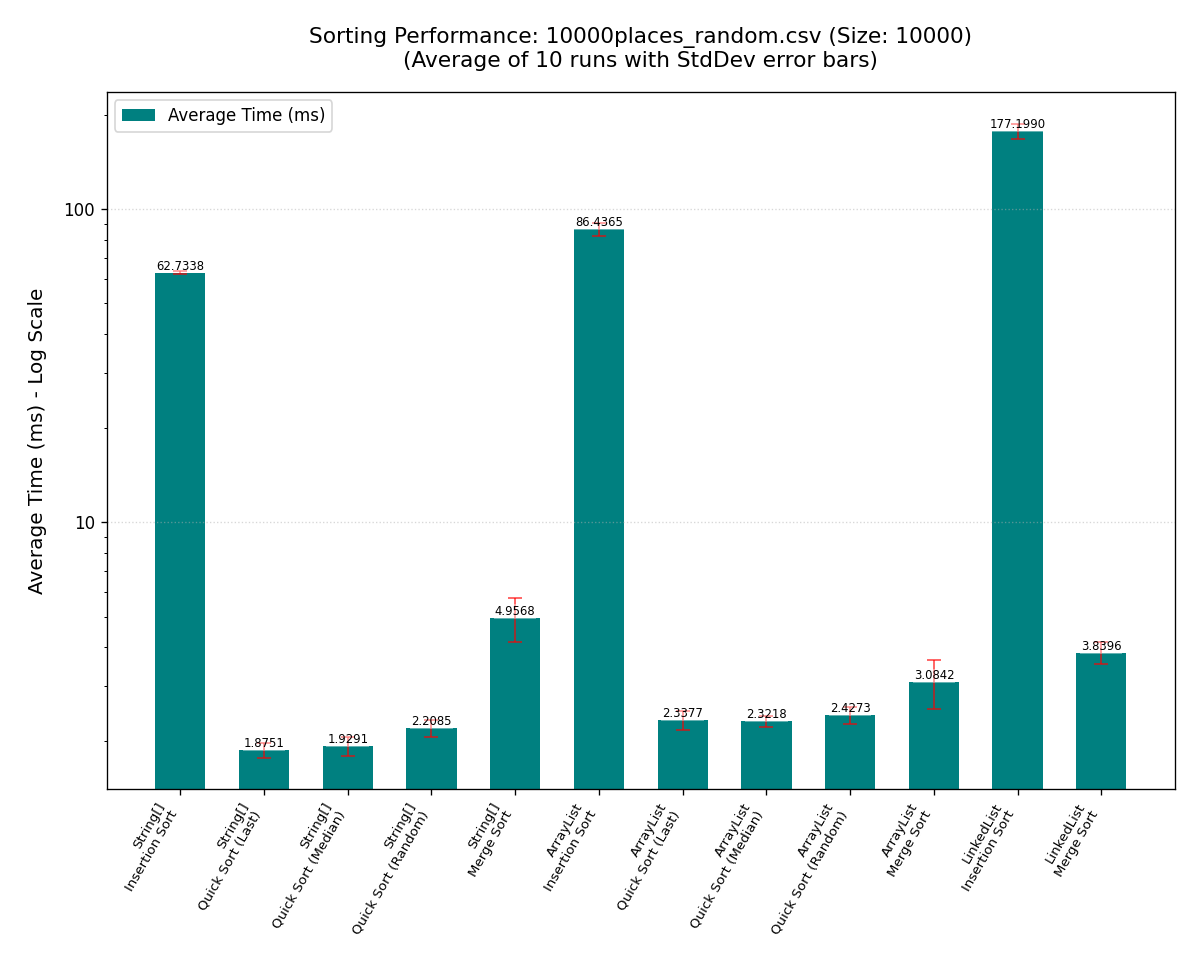 Sorting Performance: 10000places_random.csv (Size: 10000)
(Average of 10 runs with StdDev error bars)
Average Time (ms)
Average Time (ms) - Log Scale
100
10
62.7338
1.8751
1.9291
2.2085
4.9568
86.4365
2.3377
2.3218
2.4273
3.0842
177.1990
3.8396
String[]
Insertion Sort
String[]
Quick Sort (Last)
String[]
Quick Sort (Median)
String[]
Quick Sort (Random)
String[]
Merge Sort
ArrayList
Insertion Sort
ArrayList
Quick Sort (Last)
ArrayList
Quick Sort (Median)
ArrayList
Quick Sort (Random)
ArrayList
Merge Sort
LinkedList
Insertion Sort
LinkedList
Merge Sort